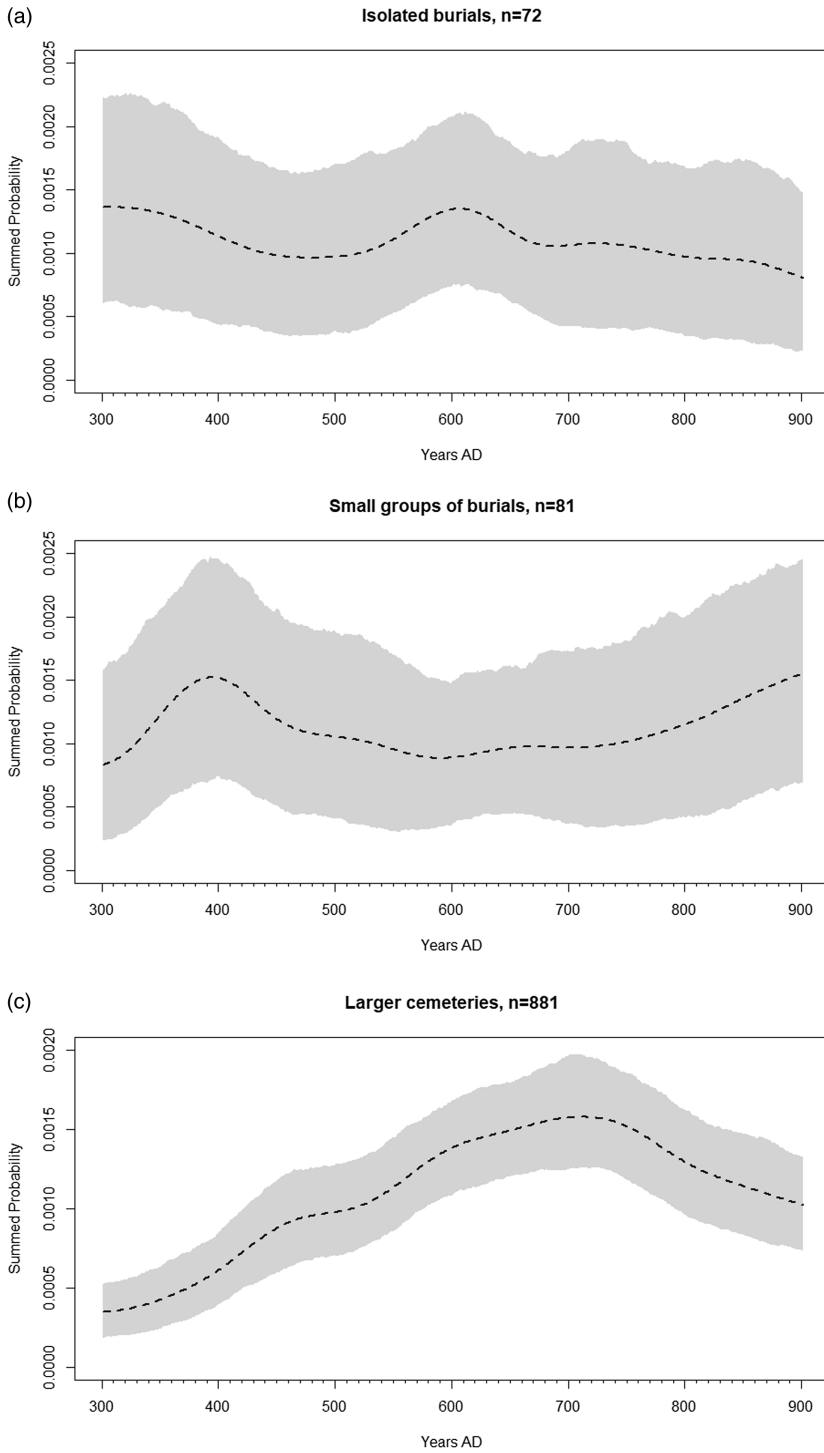 (a)
Isolated burials, n=72
Summed Probability
0.0025
0.0020
0.0015
0.0010
0.0005
0.0000
300 400 500 600 700 800 900
Years AD
(b)
Small groups of burials, n=81
Summed Probability
0.0025
0.0020
0.0015
0.0010
0.0005
0.0000
300 400 500 600 700 800 900
Years AD
(c)
Larger cemeteries, n=881
Summed Probability
0.0020
0.0015
0.0010
0.0005
0.0000
300 400 500 600 700 800 900
Years AD